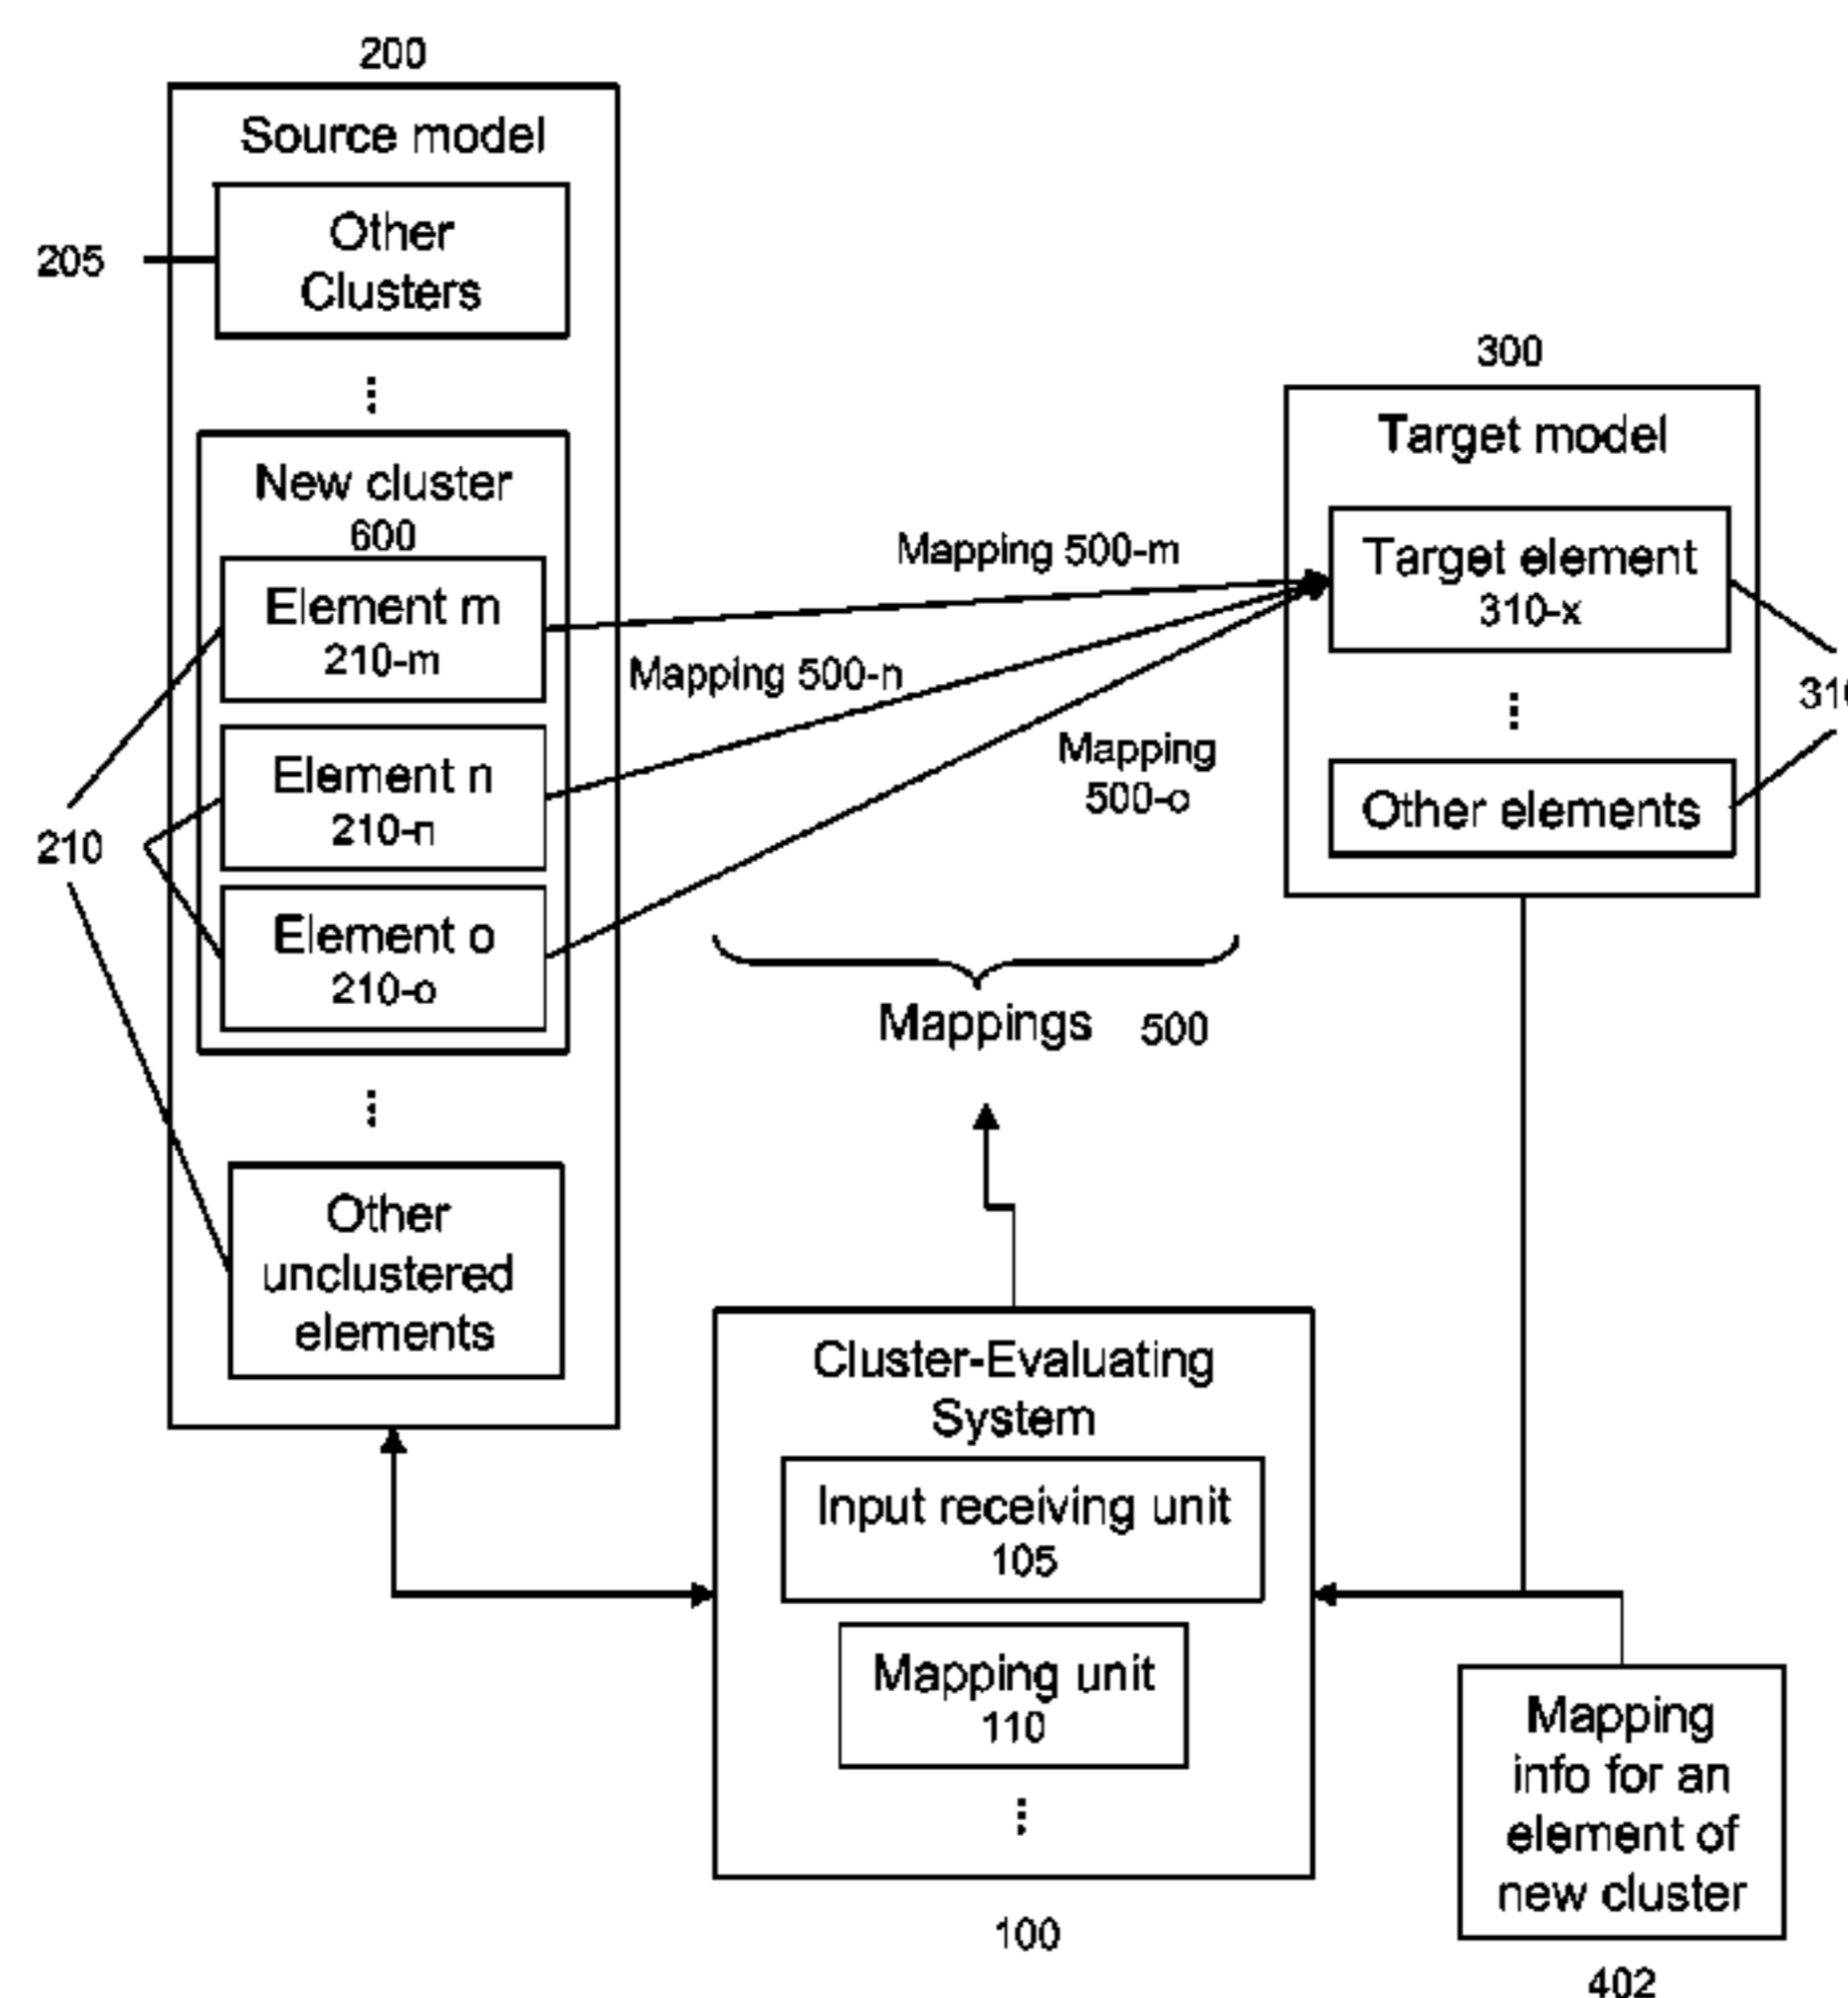 200
Source model
205
Other
Clusters
New cluster
600
Element m
210-m
Element n
210-n
210
Element o
210-o
Other
unclustered
elements
Mapping 500-m
Mapping 500-n
Mapping
500-o
Mappings 500
300
Target model
Target element
310-x
310
Other elements
Cluster-Evaluating
System
Input receiving unit
105
Mapping unit
110
100
Mapping
info for an
element of
new cluster
402